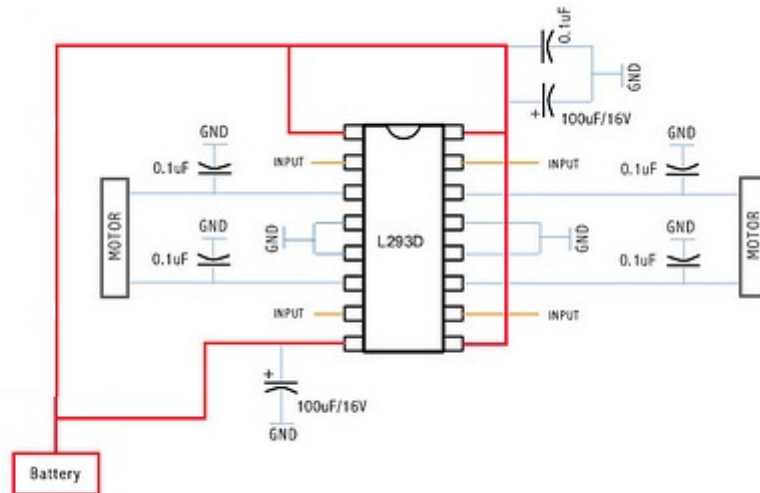 0.1uF
GND
100uF/16V
GND
GND
0.1uF
INPUT
INPUT
0.1uF
MOTOR
MOTOR
GND
GND
0.1uF
GND
L293D
GND
0.1uF
INPUT
INPUT
100uF/16V
GND
Battery